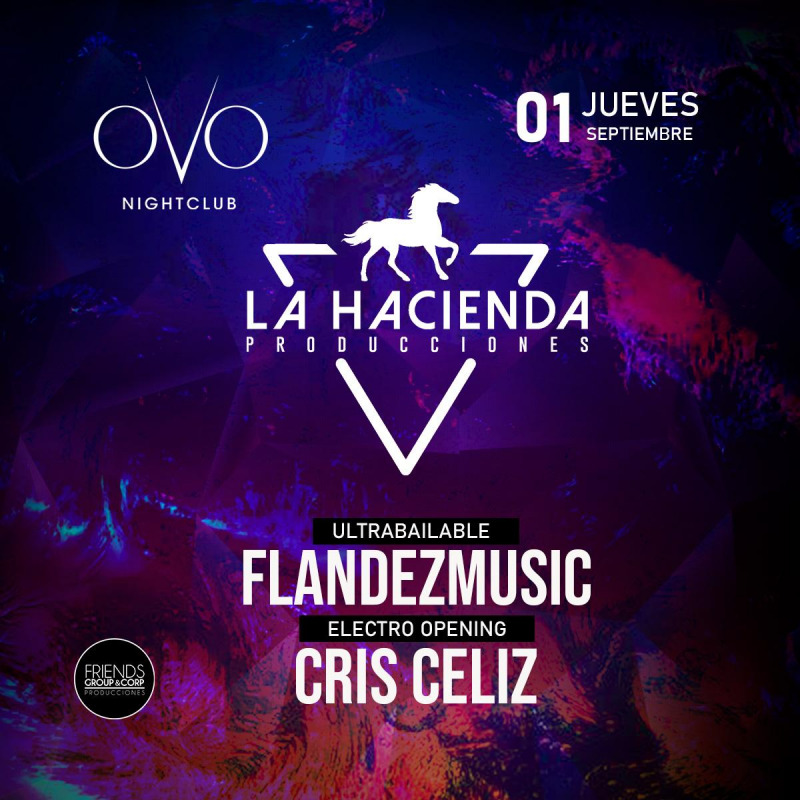 OVO
NIGHTCLUB
01 JUEVES
SEPTIEMBRE
LA HACIENDA
PRODUCCIONES
ULTRABAILABLE
FLANDEZMUSIC
ELECTRO OPENING
CRIS CELIZ
FRIENDS
GROUP & CORP
PRODUCCIONES